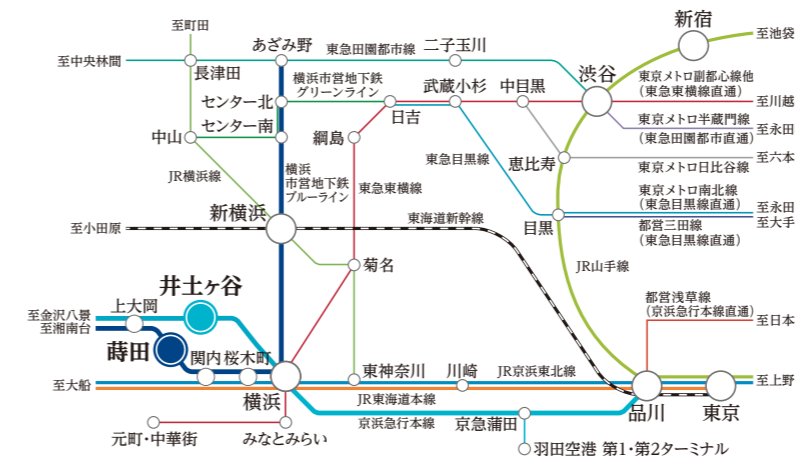 新宿
至池袋
至町田
あざみ野
東急田園都市線
二子玉川
至中央林間
長津田
渋谷
東京メトロ副都心線他
(東急東横線直通)
至川越
横浜市営地下鉄
グリーンライン
武蔵小杉
中目黒
センター北
日吉
センター南
東京メトロ半蔵門線
(東急田園都市直通)
至永田
中山
綱島
東急目黒線
恵比寿
至六本
東京メトロ日比谷線
JR横浜線
横浜
市営地下鉄
ブルーライン
東急東横線
東京メトロ南北線
(東急目黒線直通)
至永田
新横浜
東海道新幹線
目黒
至大手
都営三田線
(東急目黒線直通)
至小田原
菊名
JR山手線
井土ヶ谷
上大岡
至金沢八景
至湘南台
都営浅草線
(京浜急行本線直通)
至日本
蒔田
関内
桜木町
東神奈川
川崎
JR京浜東北線
至大船
至上野
横浜
JR東海道本線
京浜急行本線
京急蒲田
品川
東京
元町・中華街
みなとみらい
羽田空港 第1・第2ターミナル